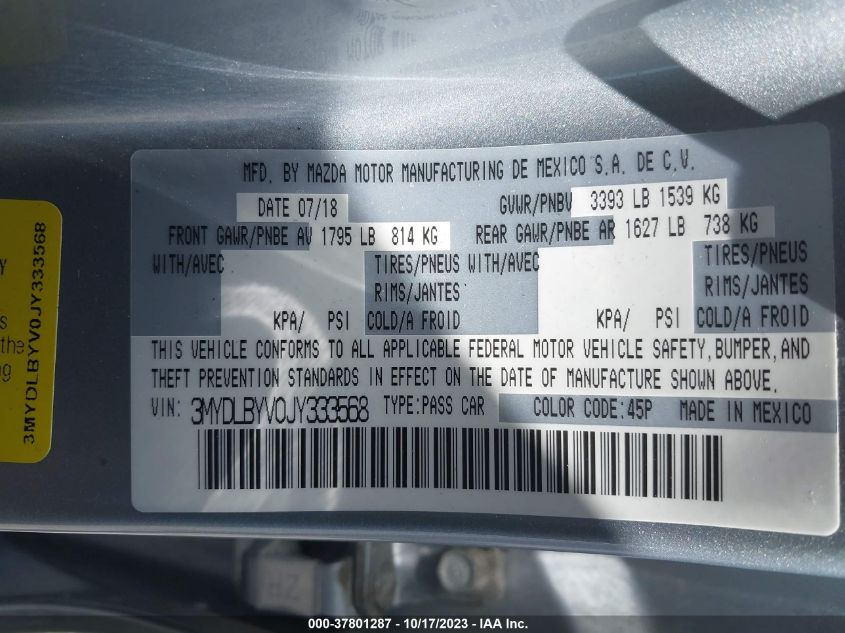 MFD. BY MAZDA MOTOR MANUFACTURING DE MEXICO S.A. DE C.V.
DATE 07/18 GVWR/PNBV 3393 LB 1539 KG
FRONT GAWR/PNBE AV 1795 LB 814 KG REAR GAWR/PNBE AR 1627 LB 738 KG
WITH/AVEC TIRES/PNEUS WITH/AVEC TIRES/PNEUS
RIMS/JANTES RIMS/JANTES
KPA/ PSI COLD/A FROID KPA/ PSI COLD/A FROID
THIS VEHICLE CONFORMS TO ALL APPLICABLE FEDERAL MOTOR VEHICLE SAFETY, BUMPER, AND
THEFT PREVENTION STANDARDS IN EFFECT ON THE DATE OF MANUFACTURE SHOWN ABOVE.
VIN: 3MYDLBYV0JY333568 TYPE:PASS CAR COLOR CODE:45P MADE IN MEXICO
3MYDLBYV0JY333568
the
ZP
000-37801287 - 10/17/2023 - IAA Inc.